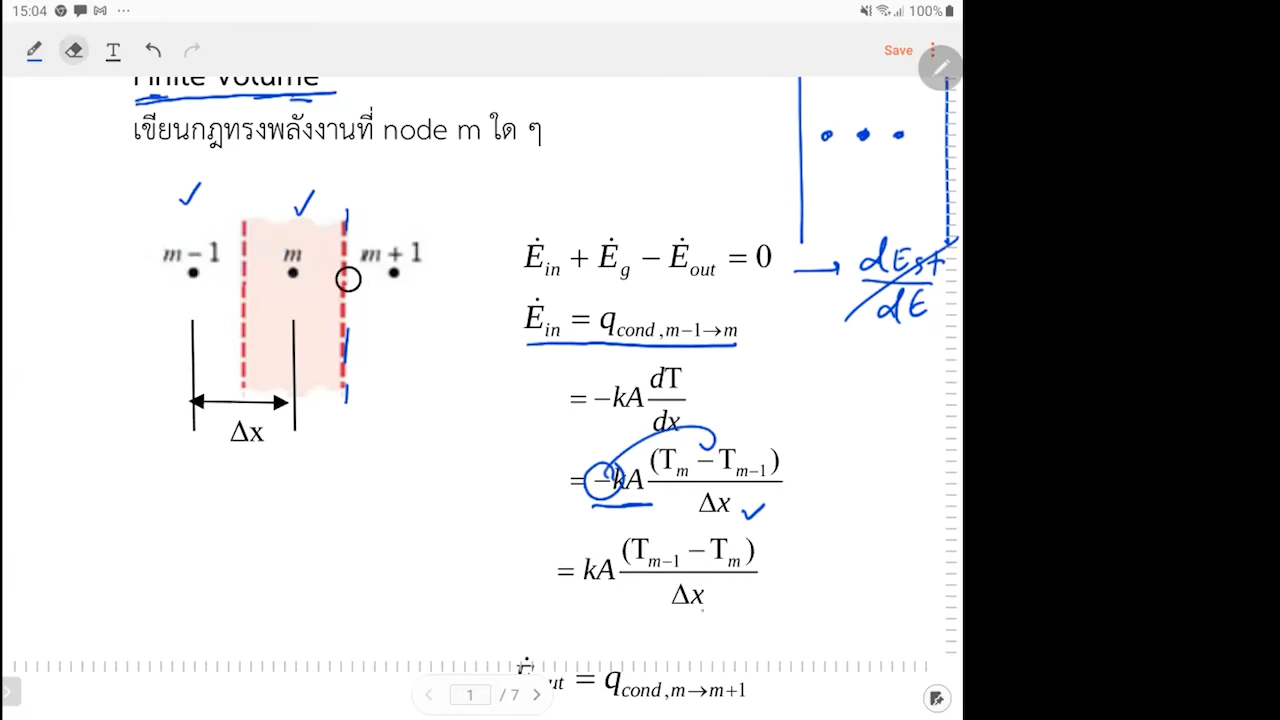 15:04 ... 100%
T Save
Finite Volume
เขียนกฎทรงพลังงานที่ node m ใด ๆ
m − 1 m m + 1
Δx
Ė_in + Ė_g − Ė_out = 0 → dEst/dE
Ė_in = q_cond,m−1→m
= −kA dT/dx
= −kA (T_m − T_m−1)/Δx
= kA (T_m−1 − T_m)/Δx
Ė_out = q_cond,m→m+1
1 / 7